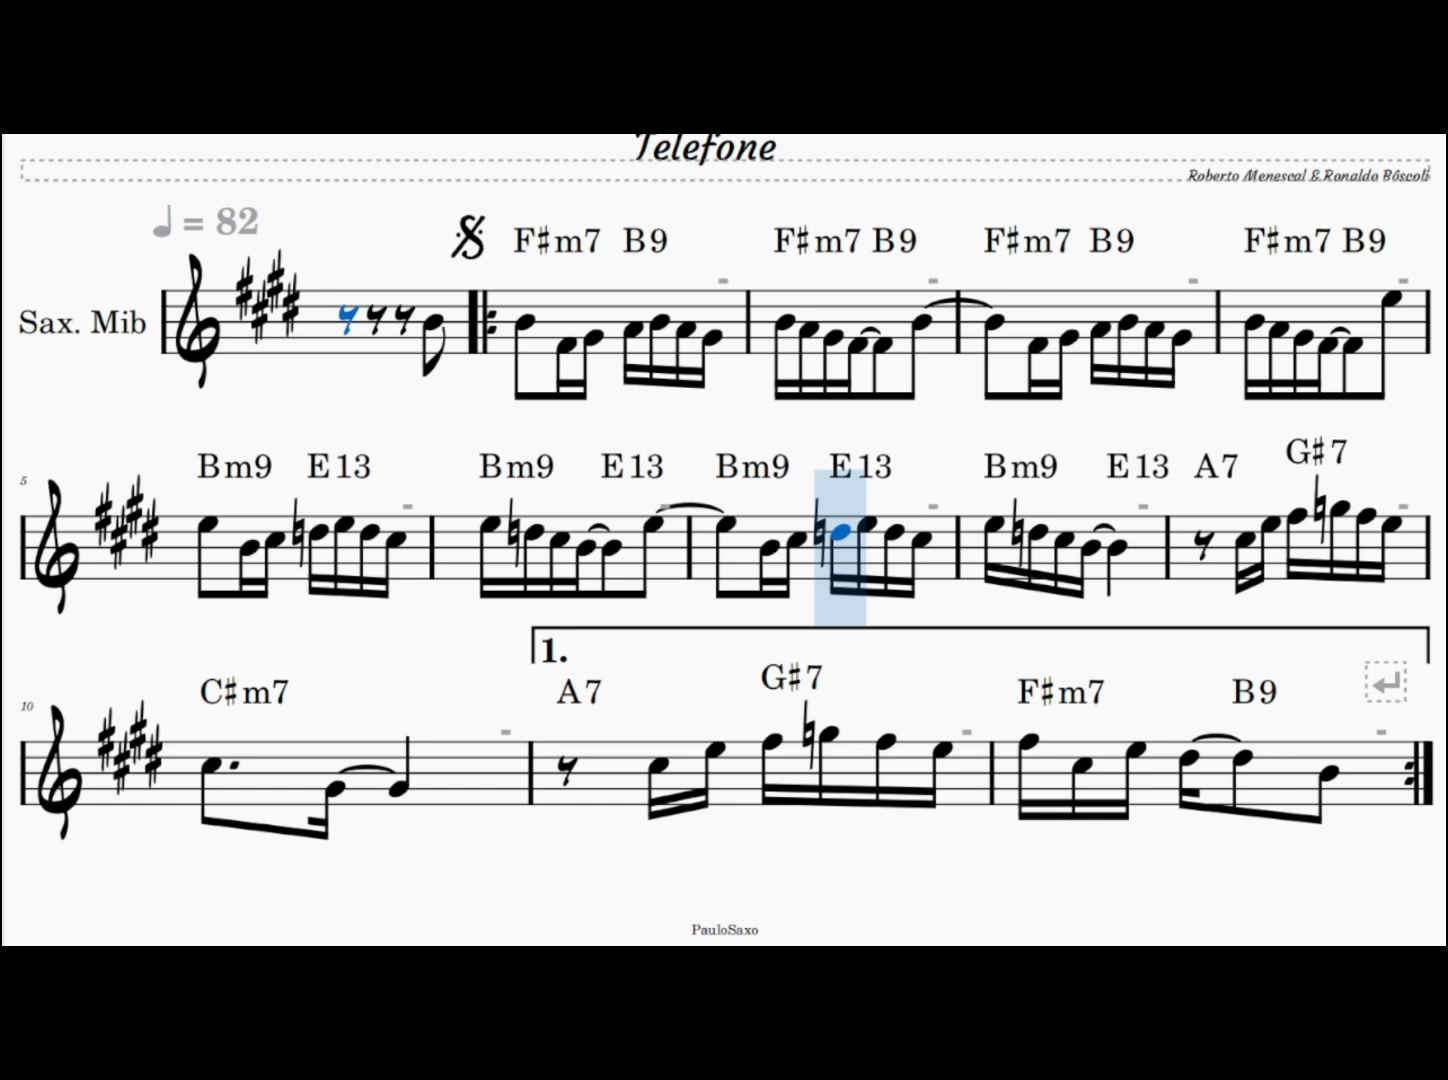 Telefone
Roberto Menescal & Ronaldo Bôscoli
= 82
F♯m7 B9 F♯m7 B9 F♯m7 B9 F♯m7 B9
Sax. Mib
Bm9 E13 Bm9 E13 Bm9 E13 Bm9 E13 A7 G♯7
5
1.
C♯m7 A7 G♯7 F♯m7 B9
10
PauloSaxo